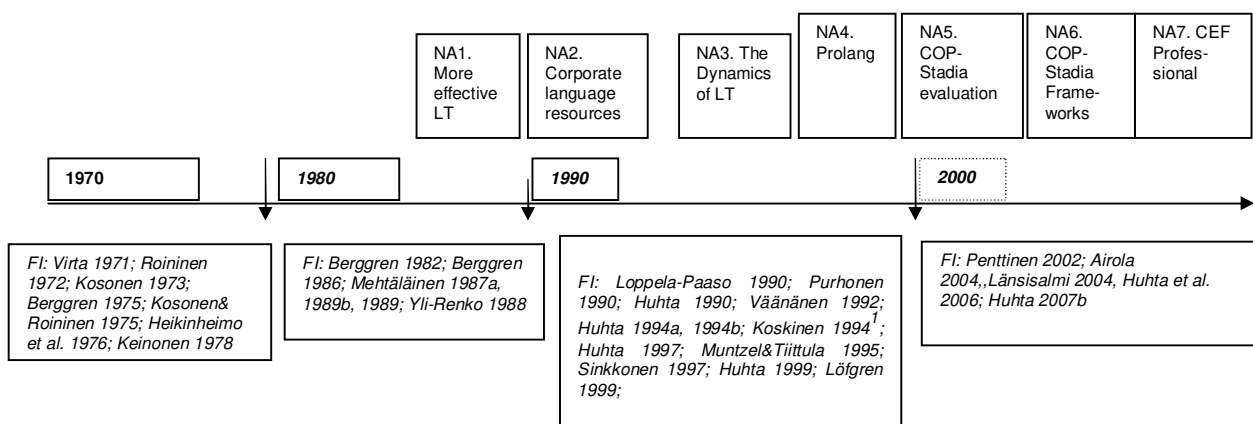 NA1.
More
effective
LT
NA2.
Corporate
language
resources
NA3. The
Dynamics
of LT
NA4.
Prolang
NA5.
COP-
Stadia
evaluation
NA6.
COP-
Stadia
Frame-
works
NA7. CEF
Profes-
sional
1970
1980
1990
2000
FI: Virta 1971; Roininen
1972; Kosonen 1973;
Berggren 1975; Kosonen&
Roininen 1975; Heikinheimo
et al. 1976; Keinonen 1978
FI: Berggren 1982; Berggren
1986; Mehtäläinen 1987a,
1989b, 1989; Yli-Renko 1988
FI: Loppela-Paaso 1990; Purhonen
1990; Huhta 1990; Väänänen 1992;
Huhta 1994a, 1994b; Koskinen 1994¹;
Huhta 1997; Muntzel&Tiittula 1995;
Sinkkonen 1997; Huhta 1999; Löfgren
1999;
FI: Penttinen 2002; Airola
2004,,Länsisalmi 2004, Huhta et al.
2006; Huhta 2007b